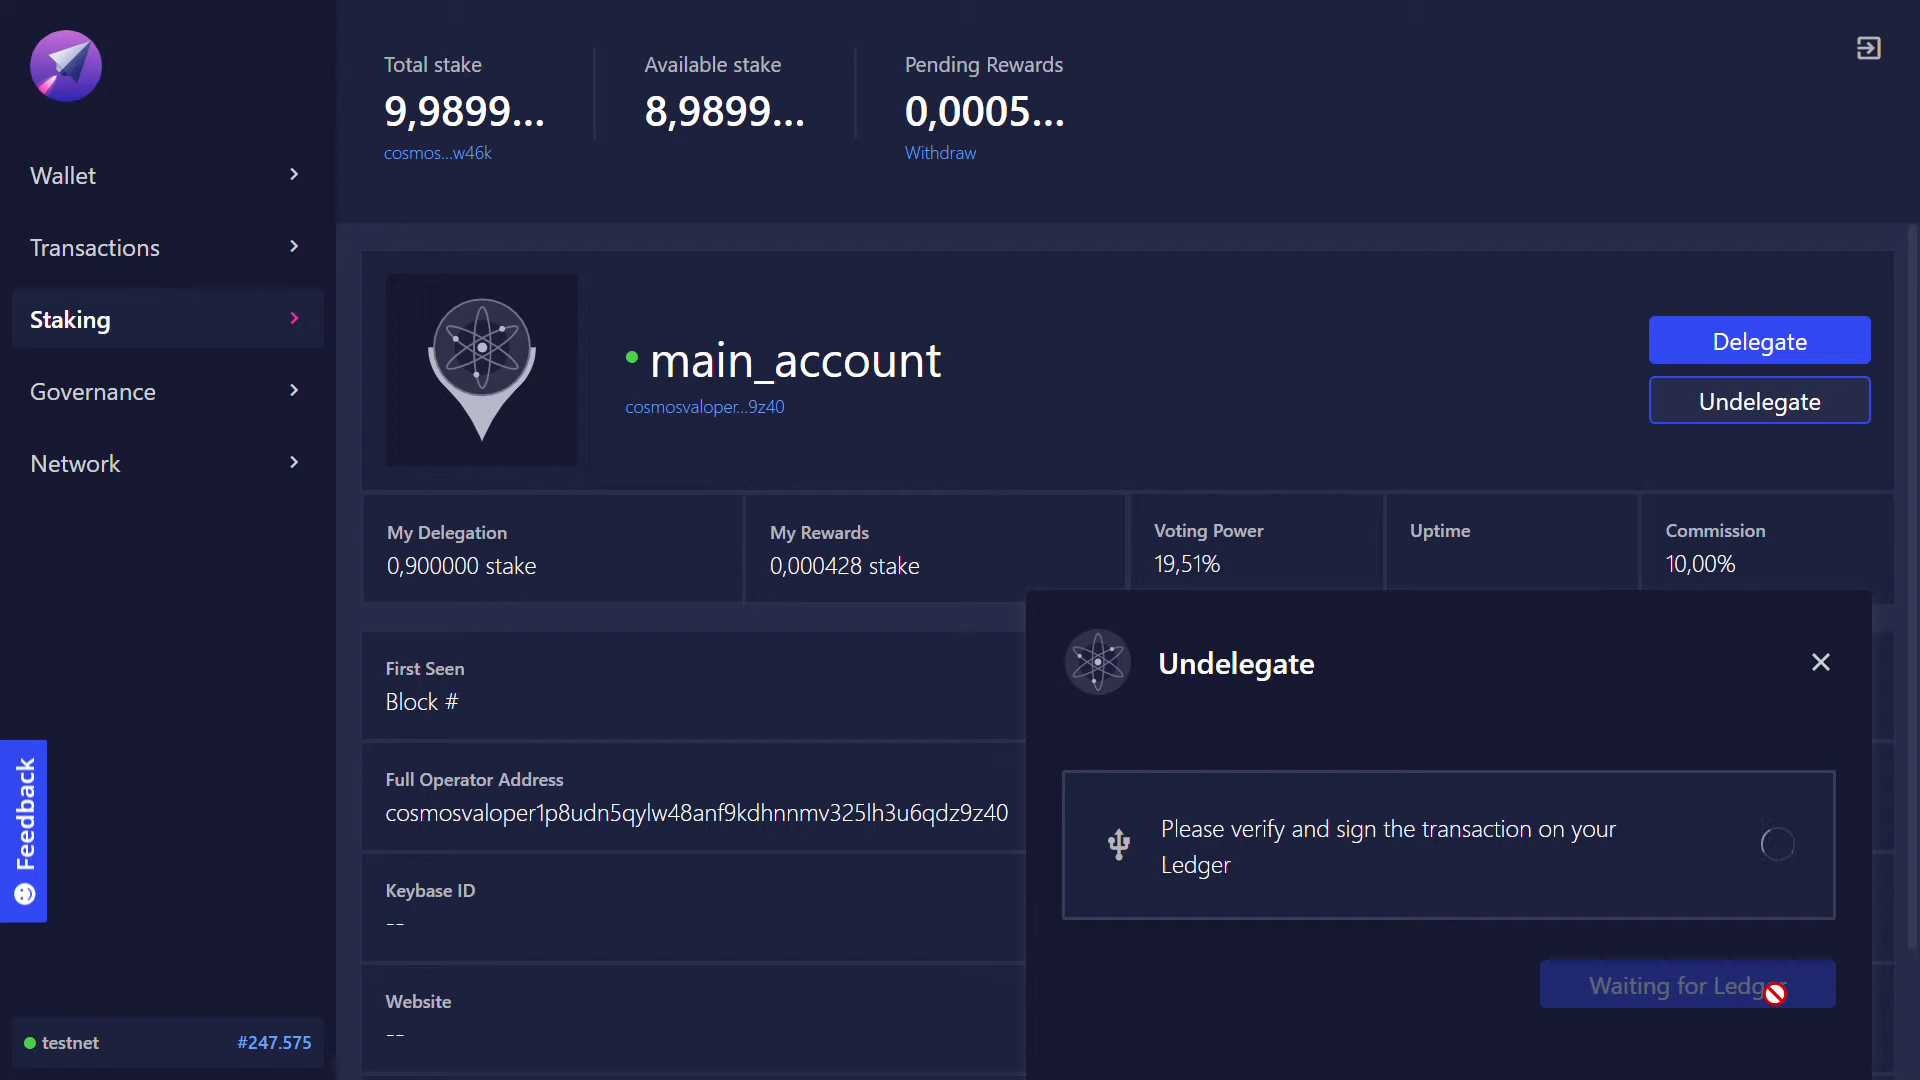 Total stake
9,9899...
cosmos...w46k
Available stake
8,9899...
Pending Rewards
0,0005...
Withdraw
Wallet
Transactions
Staking
Governance
Network
main_account
cosmosvaloper...9z40
Delegate
Undelegate
My Delegation
0,900000 stake
My Rewards
0,000428 stake
Voting Power
19,51%
Uptime
Commission
10,00%
First Seen
Block #
Full Operator Address
cosmosvaloper1p8udn5qylw48anf9kdhnnmv325lh3u6qdz9z40
Keybase ID
--
Website
--
Undelegate
Please verify and sign the transaction on your
Ledger
Waiting for Ledger
Feedback
testnet
#247.575